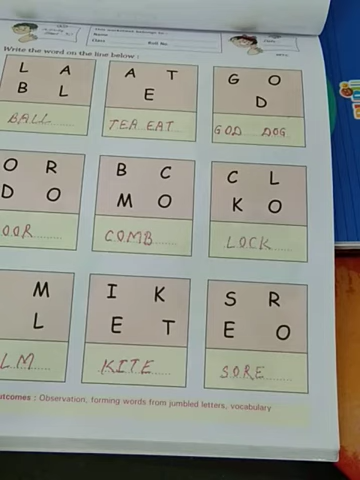 Name
Class
Roll No.
Write the word on the line below :
L A
B L
BALL
A T
E
TEA EAT
G O
D
GOD DOG
O R
D O
OOR
B C
M O
COMB
C L
K O
LOCK
M
L
LM
I K
E T
KITE
S R
E O
SORE
utcomes : Observation, forming words from jumbled letters, vocabulary